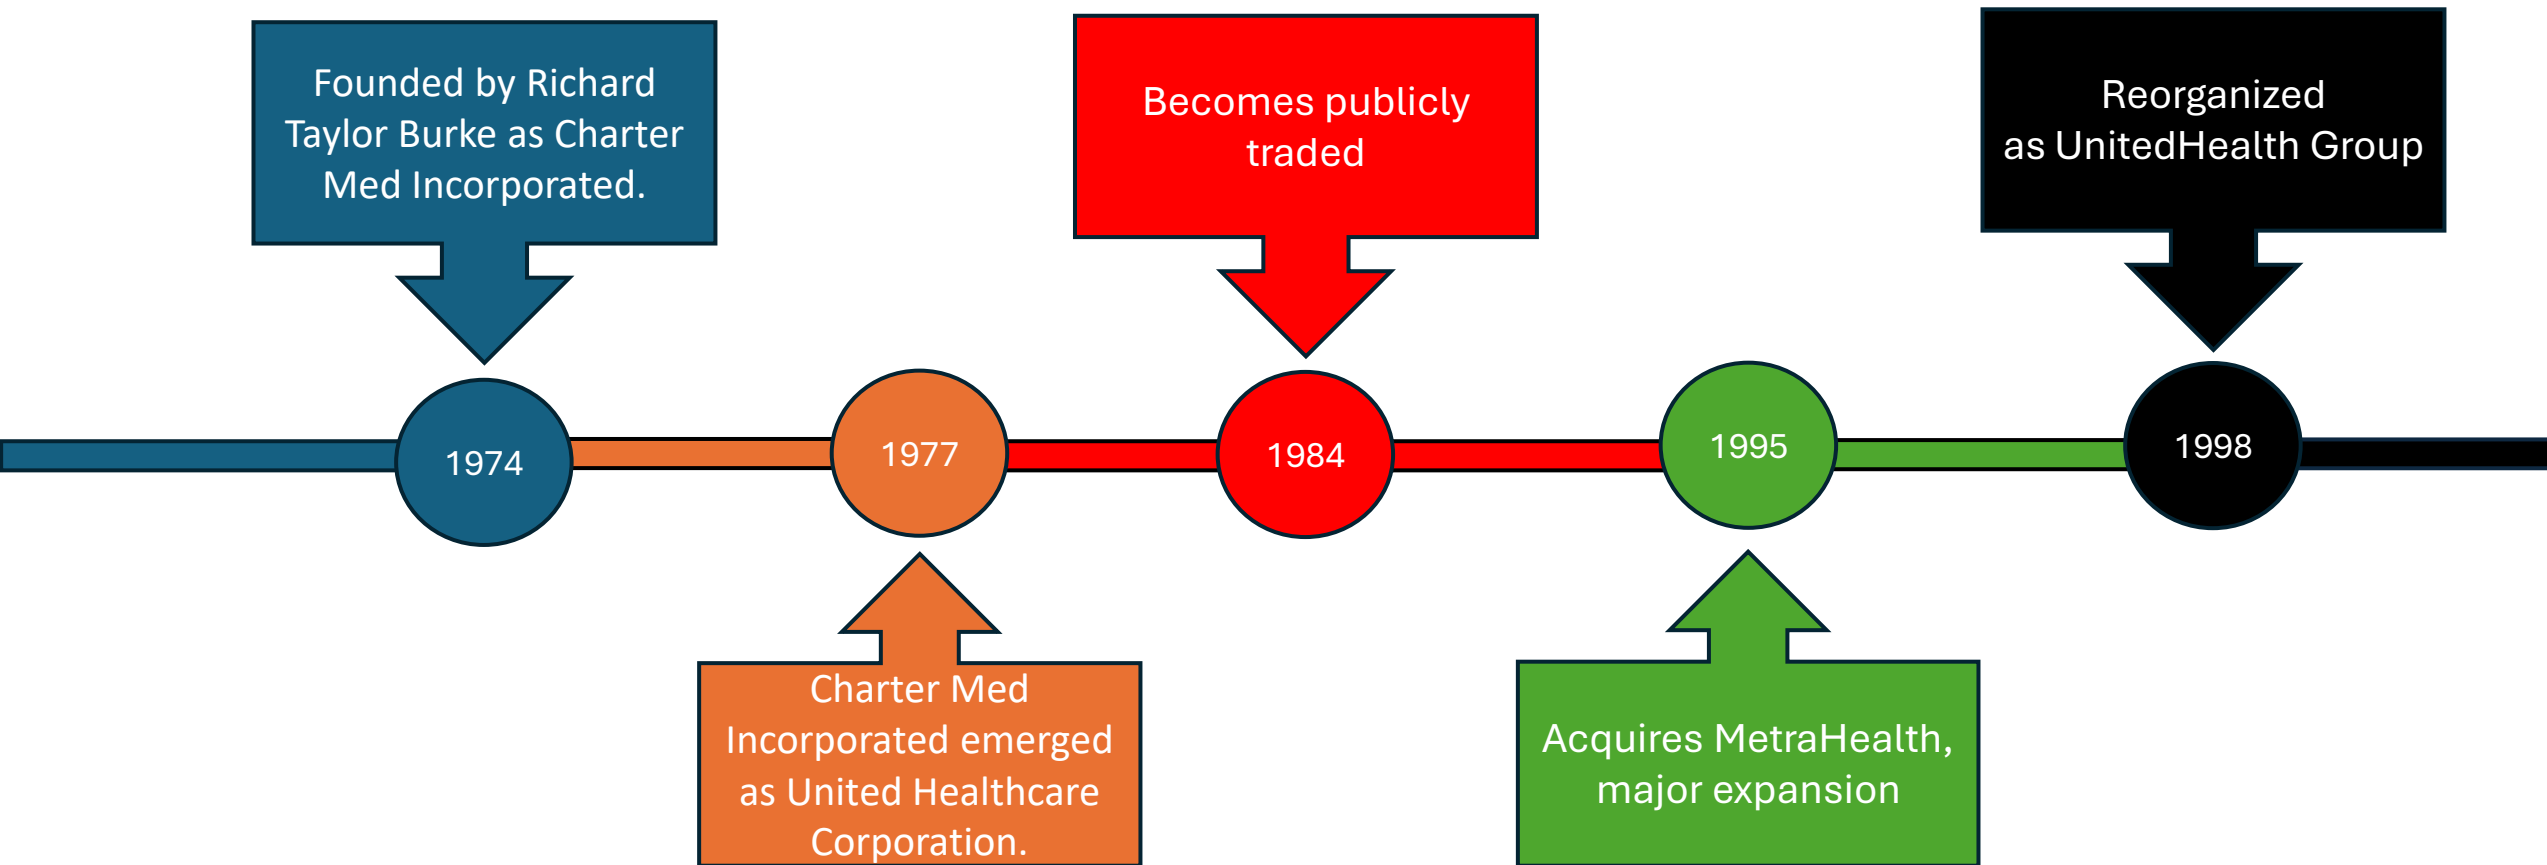 Founded by Richard
Taylor Burke as Charter
Med Incorporated.
Becomes publicly
traded
Reorganized
as UnitedHealth Group
1974
1977
1984
1995
1998
Charter Med
Incorporated emerged
as United Healthcare
Corporation.
Acquires MetraHealth,
major expansion